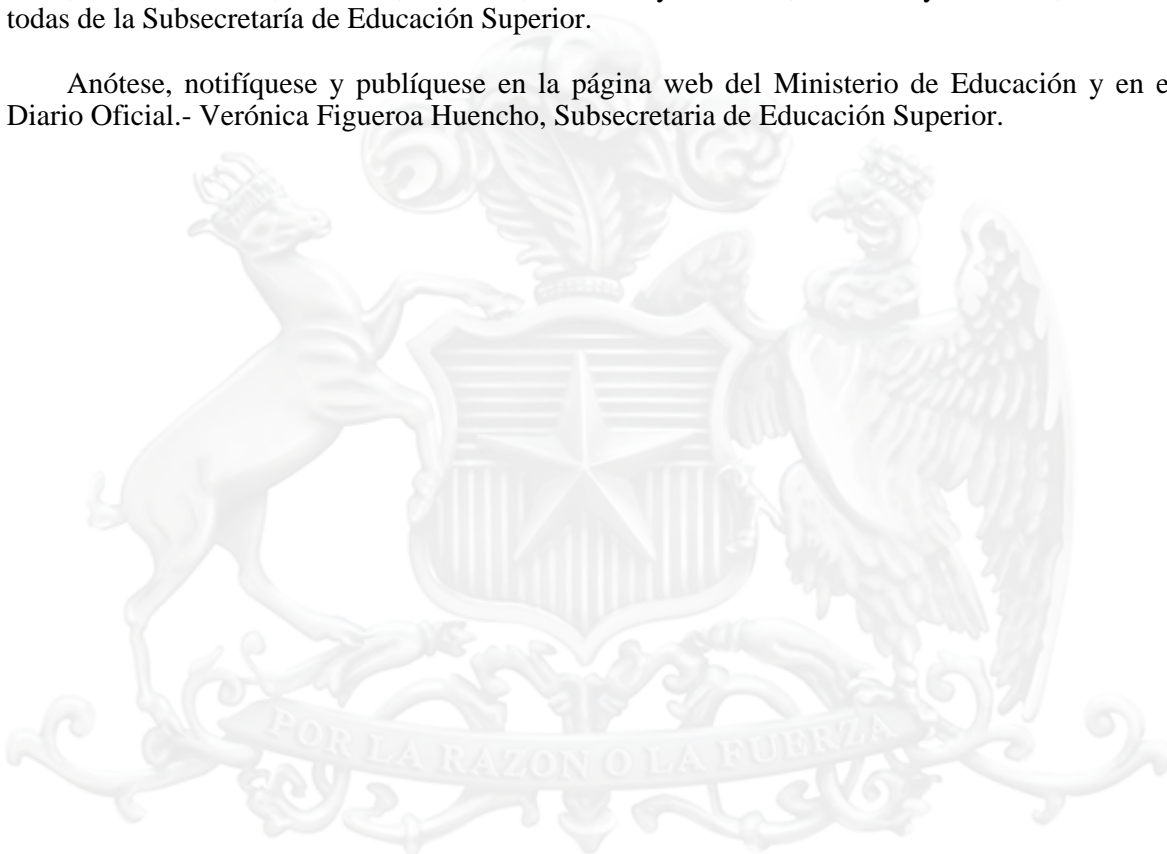 todas de la Subsecretaría de Educación Superior.
Anótese, notifíquese y publíquese en la página web del Ministerio de Educación y en e
Diario Oficial.- Verónica Figueroa Huencho, Subsecretaria de Educación Superior.
POR LA RAZON O LA FUERZA